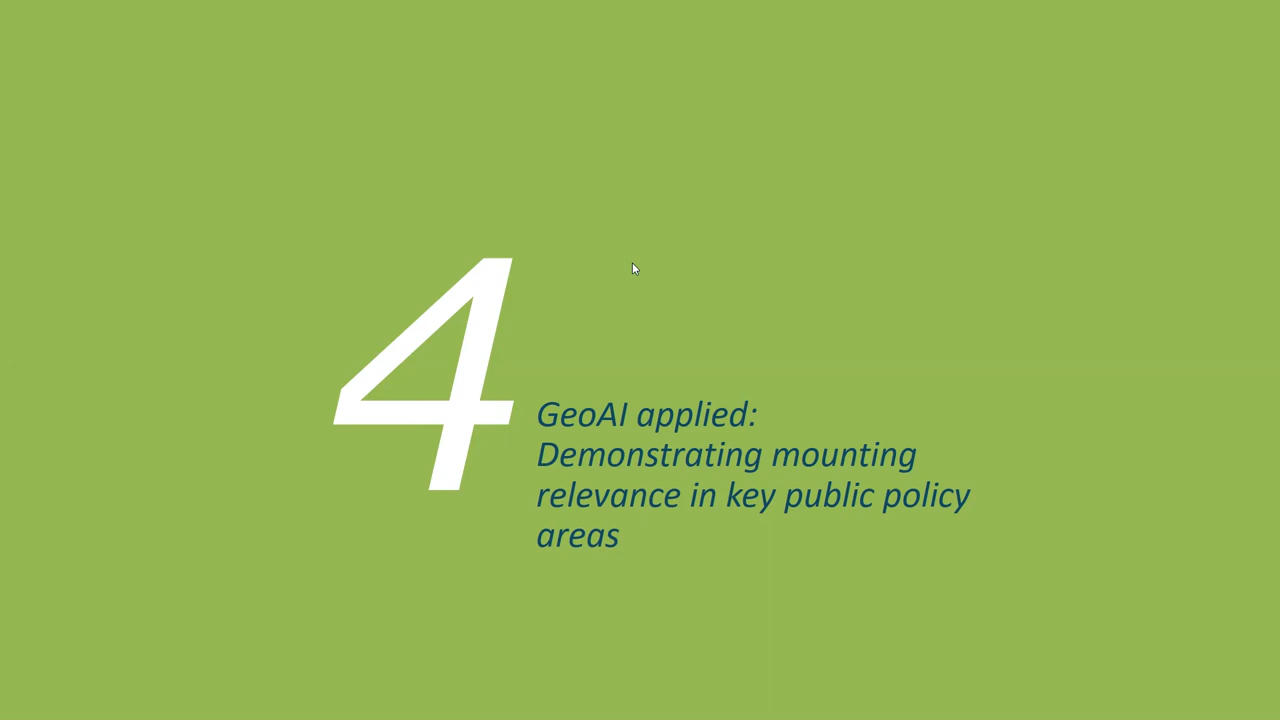 4
GeoAI applied:
Demonstrating mounting
relevance in key public policy
areas